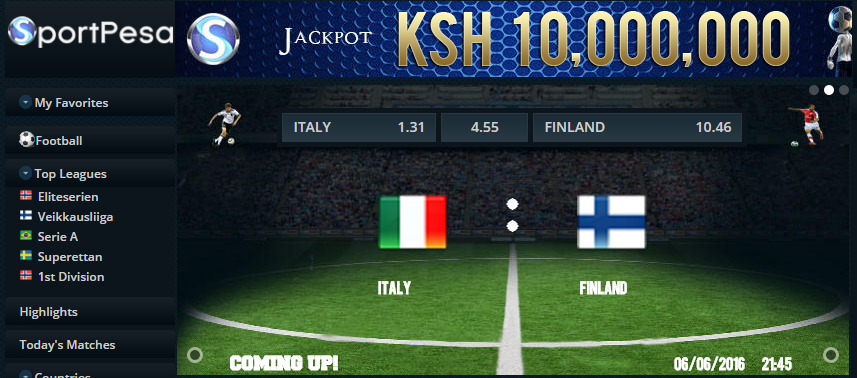 SportPesa
JACKPOT KSH 10,000,000
My Favorites
Football
Top Leagues
Eliteserien
Veikkausliiga
Serie A
Superettan
1st Division
Highlights
Today's Matches
Countries
ITALY 1.31 4.55 FINLAND 10.46
ITALY FINLAND
COMING UP! 06/06/2016 21:45